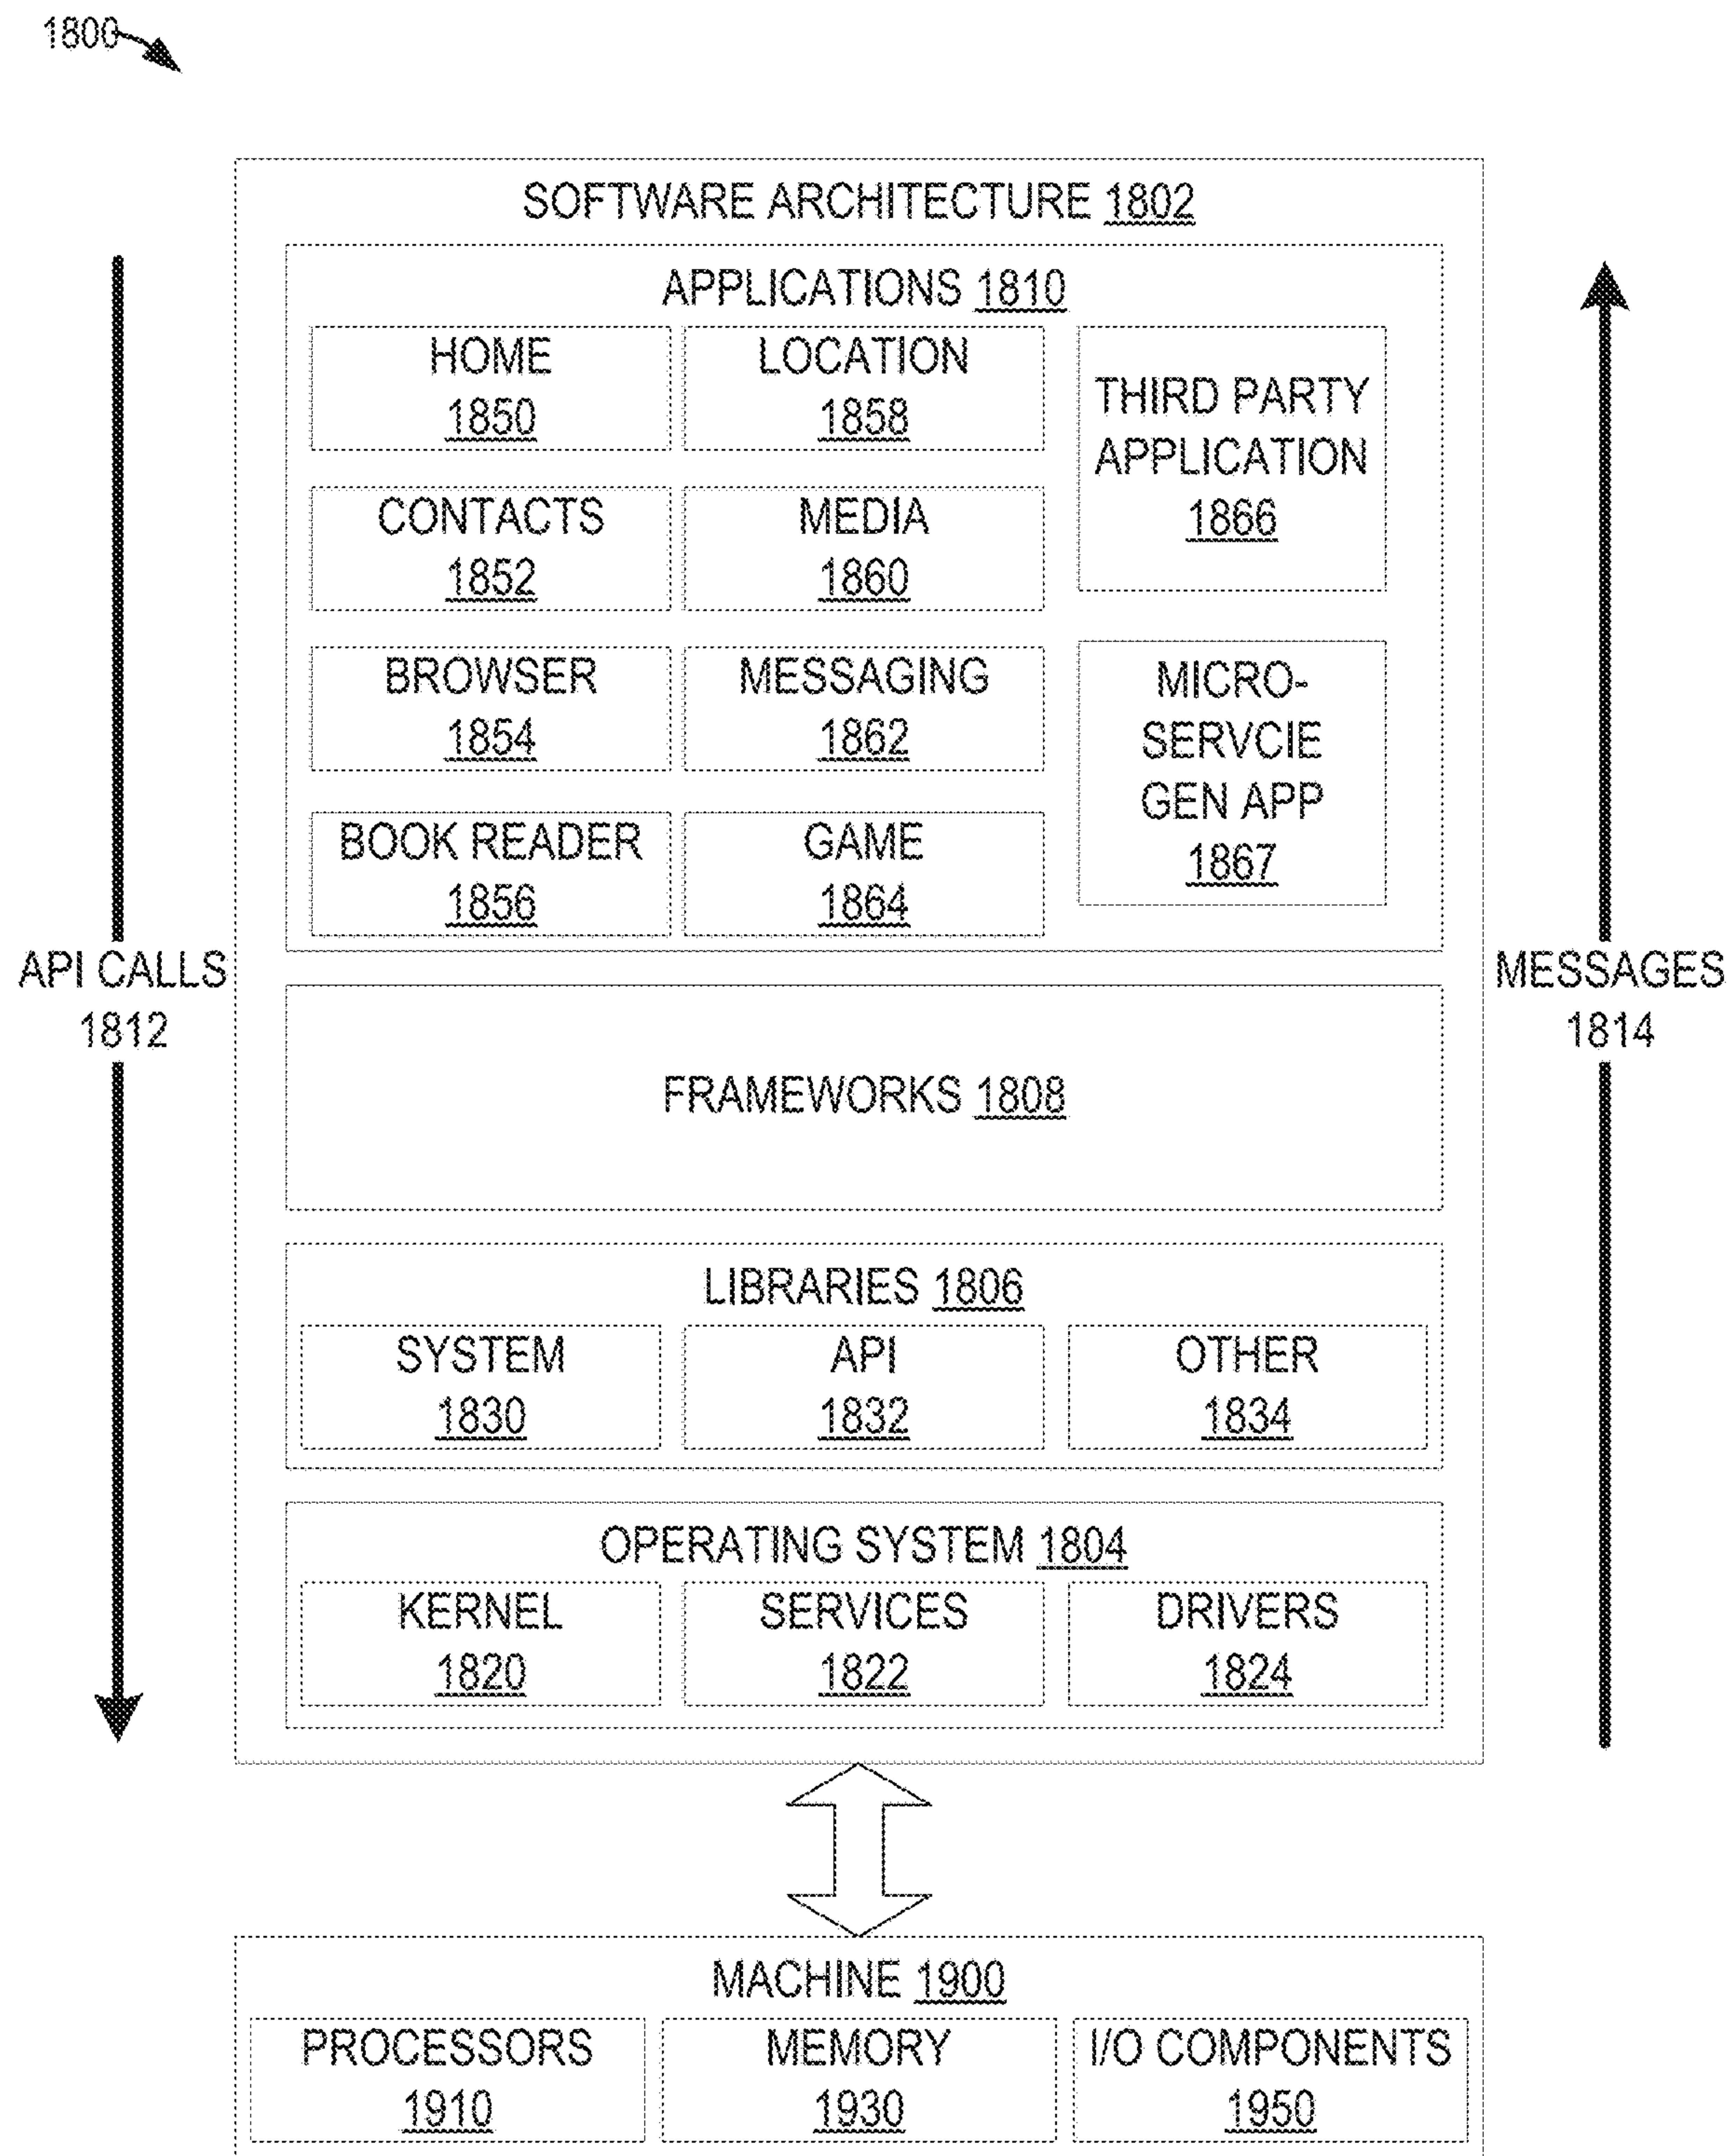 1800
SOFTWARE ARCHITECTURE 1802
APPLICATIONS 1810
HOME
1850
LOCATION
1858
THIRD PARTY
APPLICATION
1866
CONTACTS
1852
MEDIA
1860
BROWSER
1854
MESSAGING
1862
MICRO-
SERVCIE
GEN APP
1867
BOOK READER
1856
GAME
1864
API CALLS
1812
MESSAGES
1814
FRAMEWORKS 1808
LIBRARIES 1806
SYSTEM
1830
API
1832
OTHER
1834
OPERATING SYSTEM 1804
KERNEL
1820
SERVICES
1822
DRIVERS
1824
MACHINE 1900
PROCESSORS
1910
MEMORY
1930
I/O COMPONENTS
1950